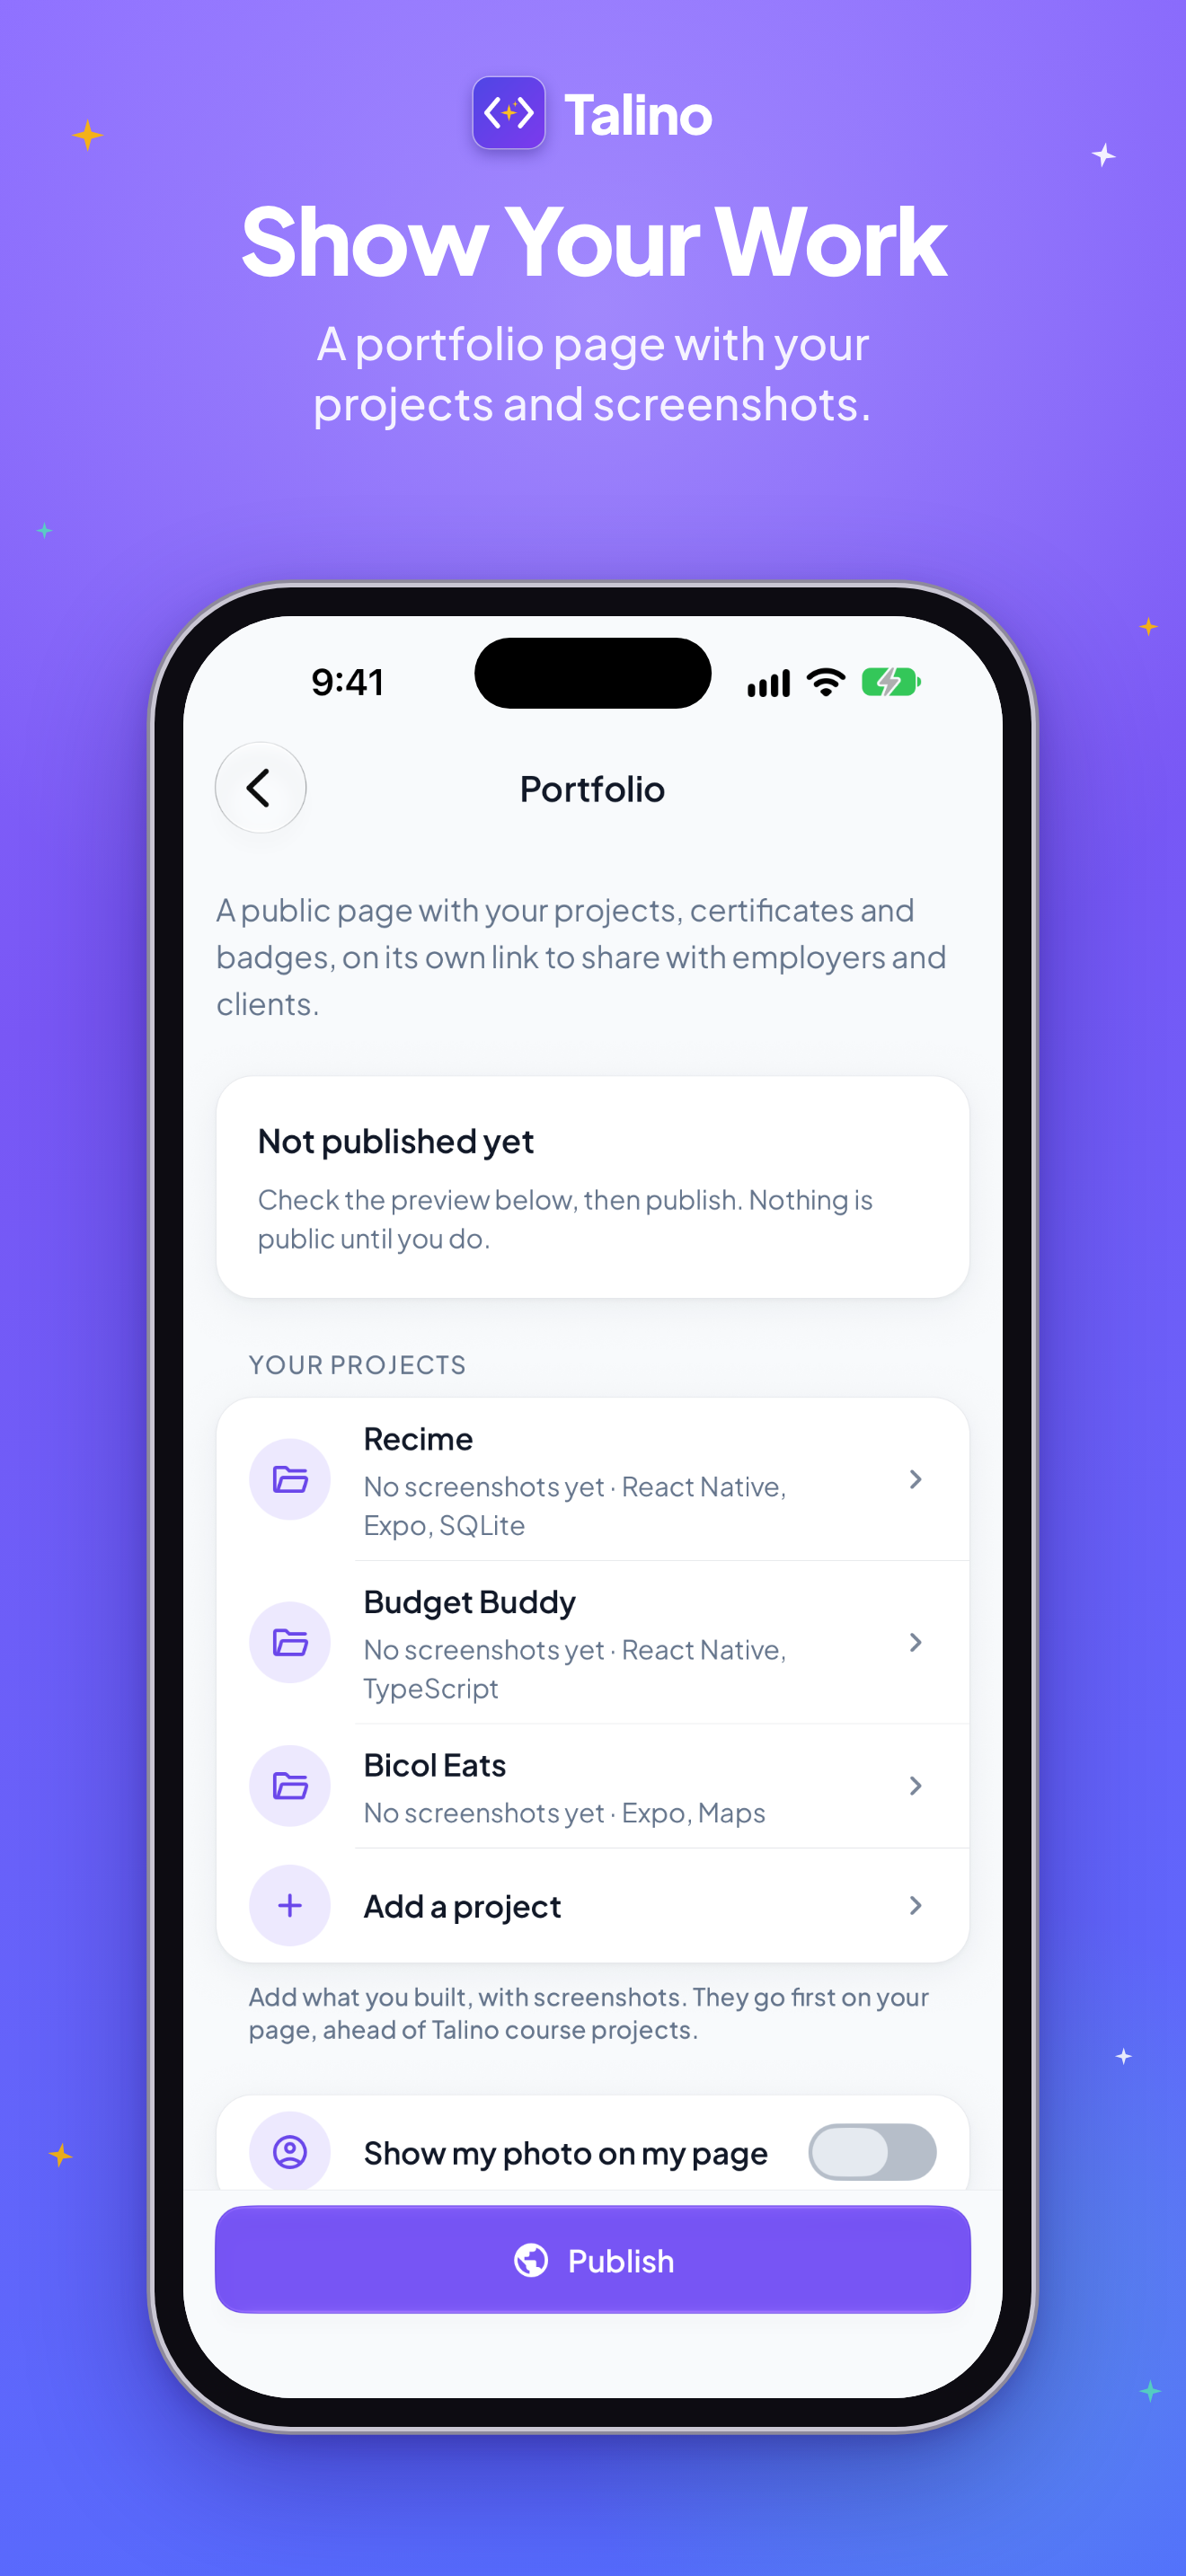 Talino
Show Your Work
A portfolio page with your
projects and screenshots.
9:41
Portfolio
A public page with your projects, certificates and
badges, on its own link to share with employers and
clients.
Not published yet
Check the preview below, then publish. Nothing is
public until you do.
YOUR PROJECTS
Recime
No screenshots yet · React Native,
Expo, SQLite
Budget Buddy
No screenshots yet · React Native,
TypeScript
Bicol Eats
No screenshots yet · Expo, Maps
Add a project
Add what you built, with screenshots. They go first on your
page, ahead of Talino course projects.
Show my photo on my page
Publish